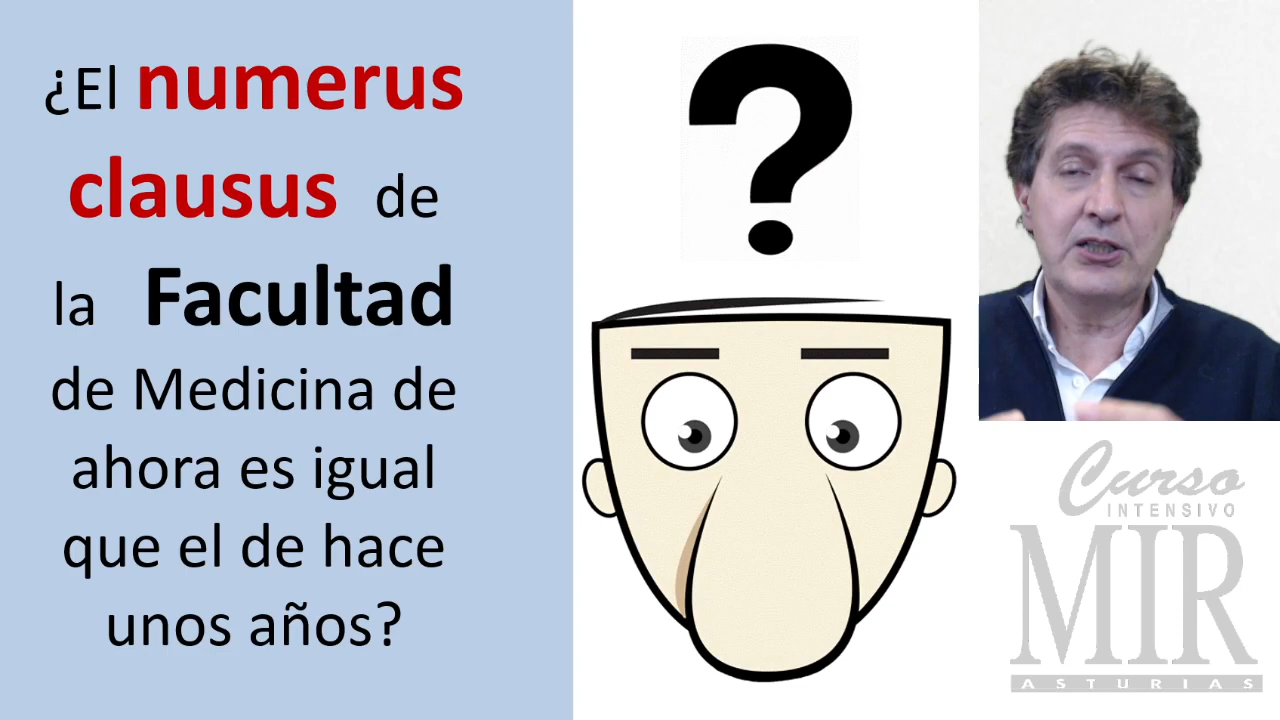 ¿El numerus
clausus de
la Facultad
de Medicina de
ahora es igual
que el de hace
unos años?
?
Curso
INTENSIVO
MIR
ASTURIAS